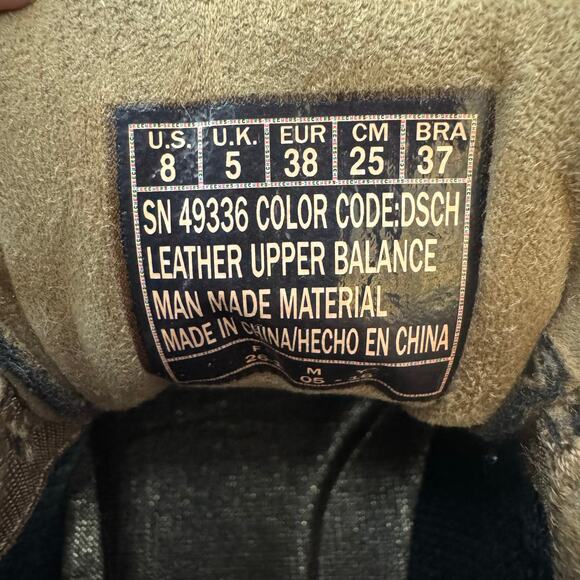 U.S. U.K. EUR CM BRA
8 5 38 25 37
SN 49336 COLOR CODE:DSCH
LEATHER UPPER BALANCE
MAN MADE MATERIAL
MADE IN CHINA/HECHO EN CHINA
M
05